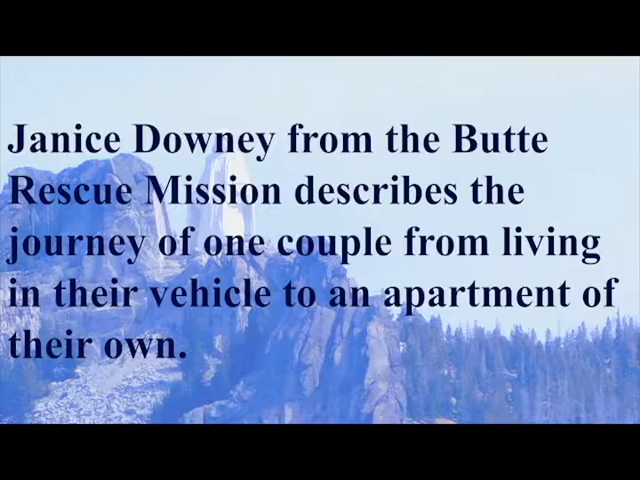 Janice Downey from the Butte
Rescue Mission describes the
journey of one couple from living
in their vehicle to an apartment of
their own.